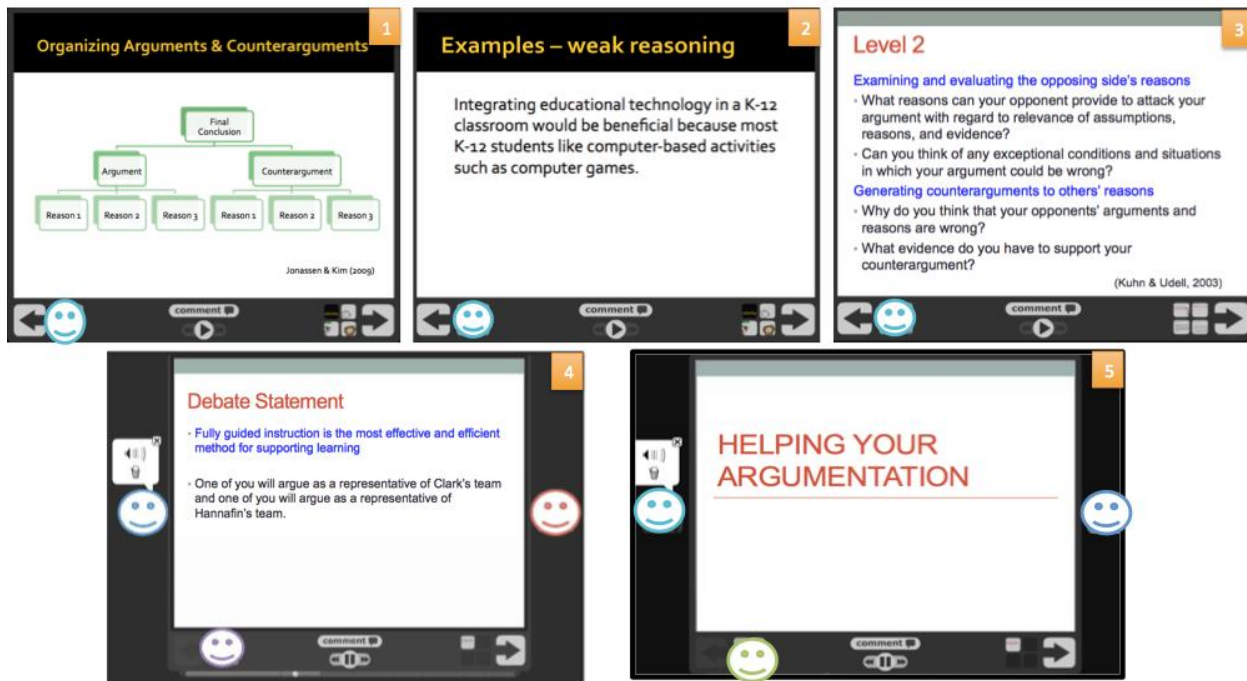 1
Organizing Arguments & Counterarguments
Final
Conclusion
Argument
Counterargument
Reason 1
Reason 2
Reason 3
Reason 1
Reason 2
Reason 3
Jonassen & Kim (2009)
comment
2
Examples – weak reasoning
Integrating educational technology in a K-12
classroom would be beneficial because most
K-12 students like computer-based activities
such as computer games.
comment
3
Level 2
Examining and evaluating the opposing side's reasons
• What reasons can your opponent provide to attack your
argument with regard to relevance of assumptions,
reasons, and evidence?
• Can you think of any exceptional conditions and situations
in which your argument could be wrong?
Generating counterarguments to others' reasons
• Why do you think that your opponents' arguments and
reasons are wrong?
• What evidence do you have to support your
counterargument?
(Kuhn & Udell, 2003)
comment
4
Debate Statement
• Fully guided instruction is the most effective and efficient
method for supporting learning
• One of you will argue as a representative of Clark's team
and one of you will argue as a representative of
Hannafin's team.
comment
5
HELPING YOUR
ARGUMENTATION
comment